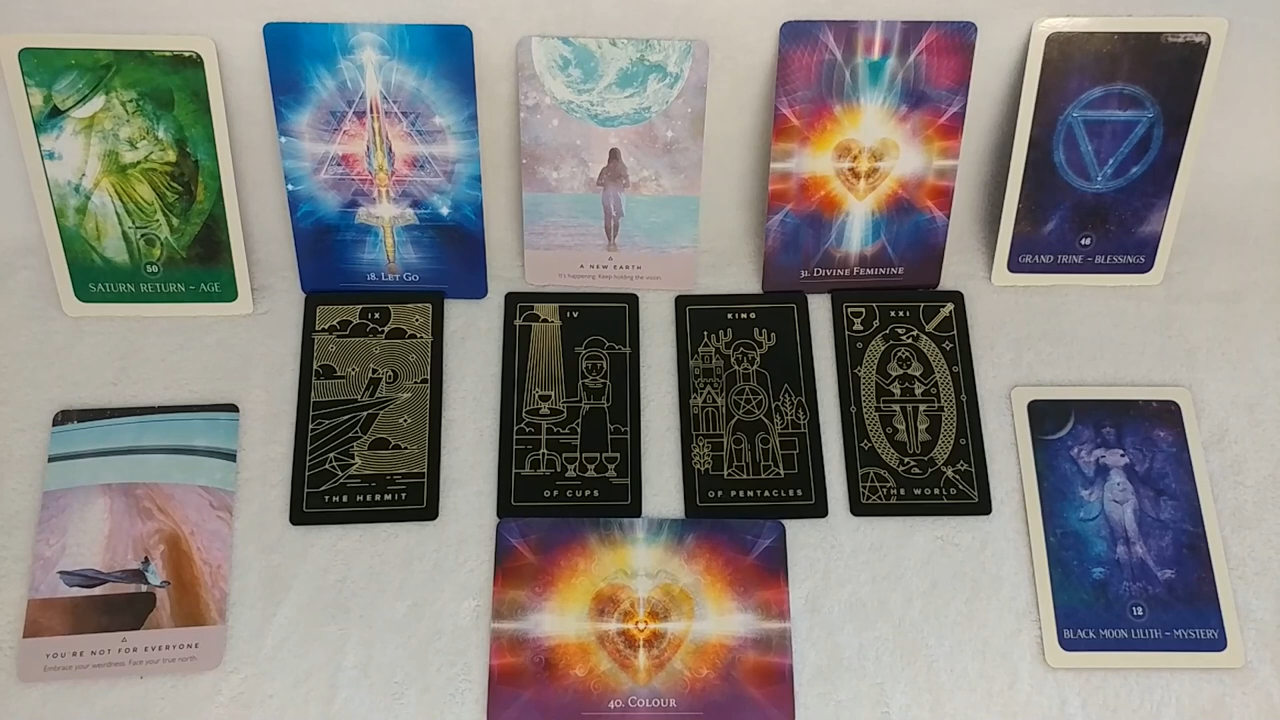 50
SATURN RETURN ~ AGE
18. LET GO
A NEW EARTH
It's happening. Keep holding the vision.
31. DIVINE FEMININE
46
GRAND TRINE ~ BLESSINGS
IX
THE HERMIT
IV
OF CUPS
KING
OF PENTACLES
XXI
THE WORLD
YOU'RE NOT FOR EVERYONE
Embrace your weirdness. Face your true north.
40. COLOUR
12
BLACK MOON LILITH ~ MYSTERY